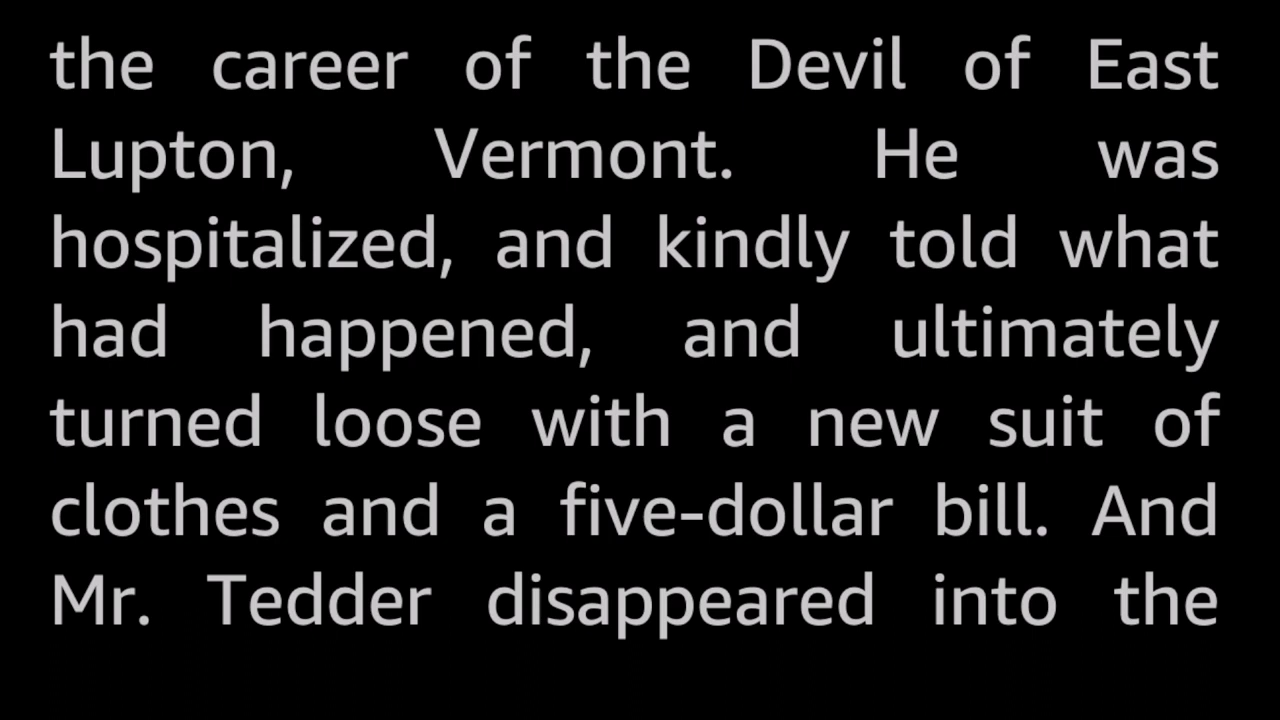 the career of the Devil of East
Lupton, Vermont. He was
hospitalized, and kindly told what
had happened, and ultimately
turned loose with a new suit of
clothes and a five-dollar bill. And
Mr. Tedder disappeared into the